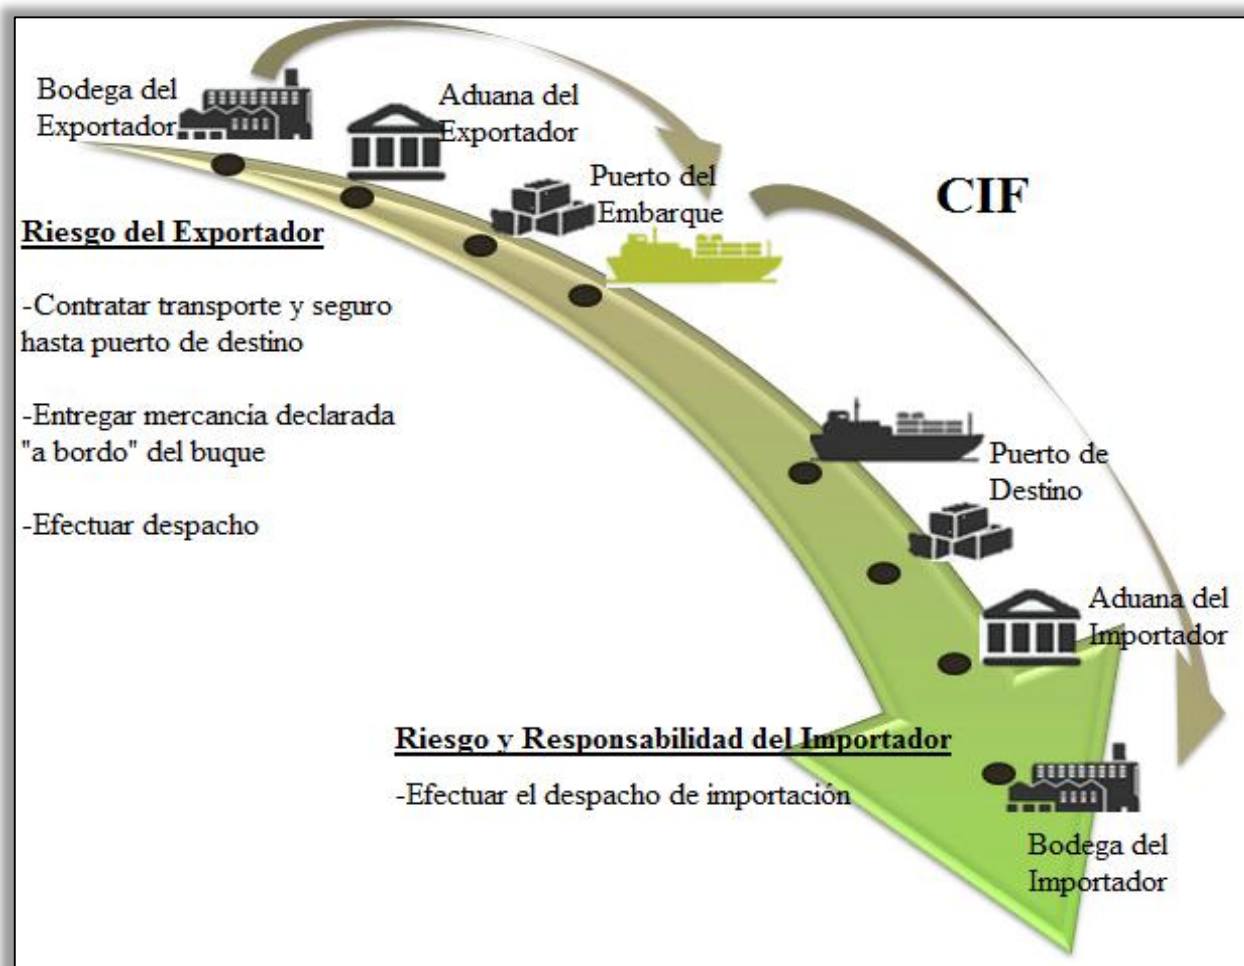 Bodega del
Exportador
Aduana del
Exportador
Puerto del
Embarque
CIF
Riesgo del Exportador
-Contratar transporte y seguro
hasta puerto de destino
-Entregar mercancía declarada
"a bordo" del buque
-Efectuar despacho
Puerto de
Destino
Aduana del
Importador
Riesgo y Responsabilidad del Importador
-Efectuar el despacho de importación
Bodega del
Importador